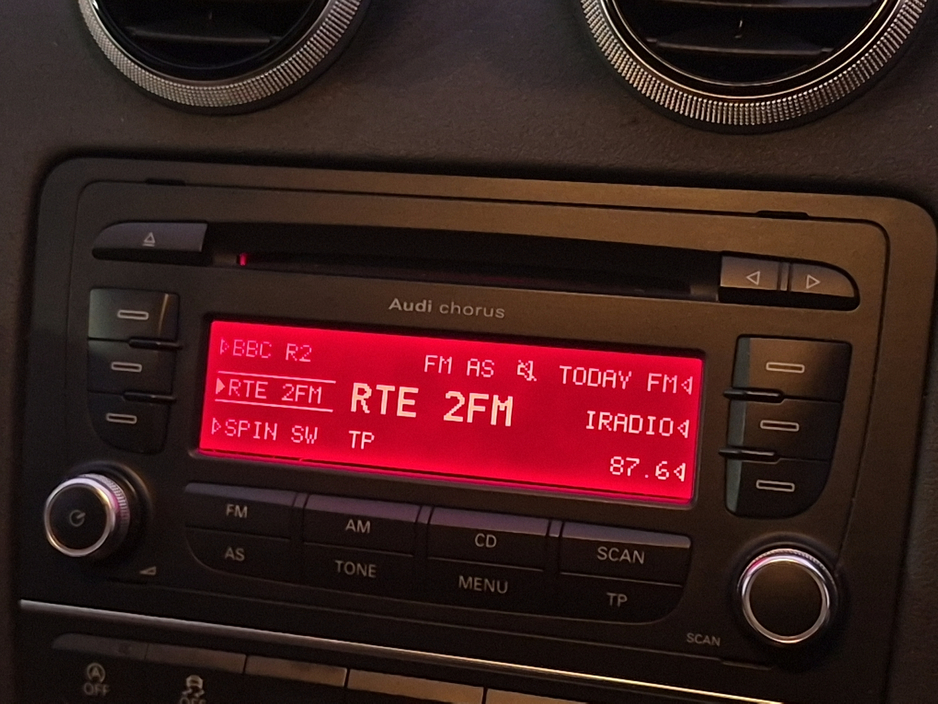 Audi chorus
BBC R2
FM AS
TODAY FM
RTE 2FM
RTE 2FM
IRADIO
SPIN SW
TP
87.6
FM
AM
CD
SCAN
AS
TONE
MENU
TP
SCAN
A
OFF
OFF